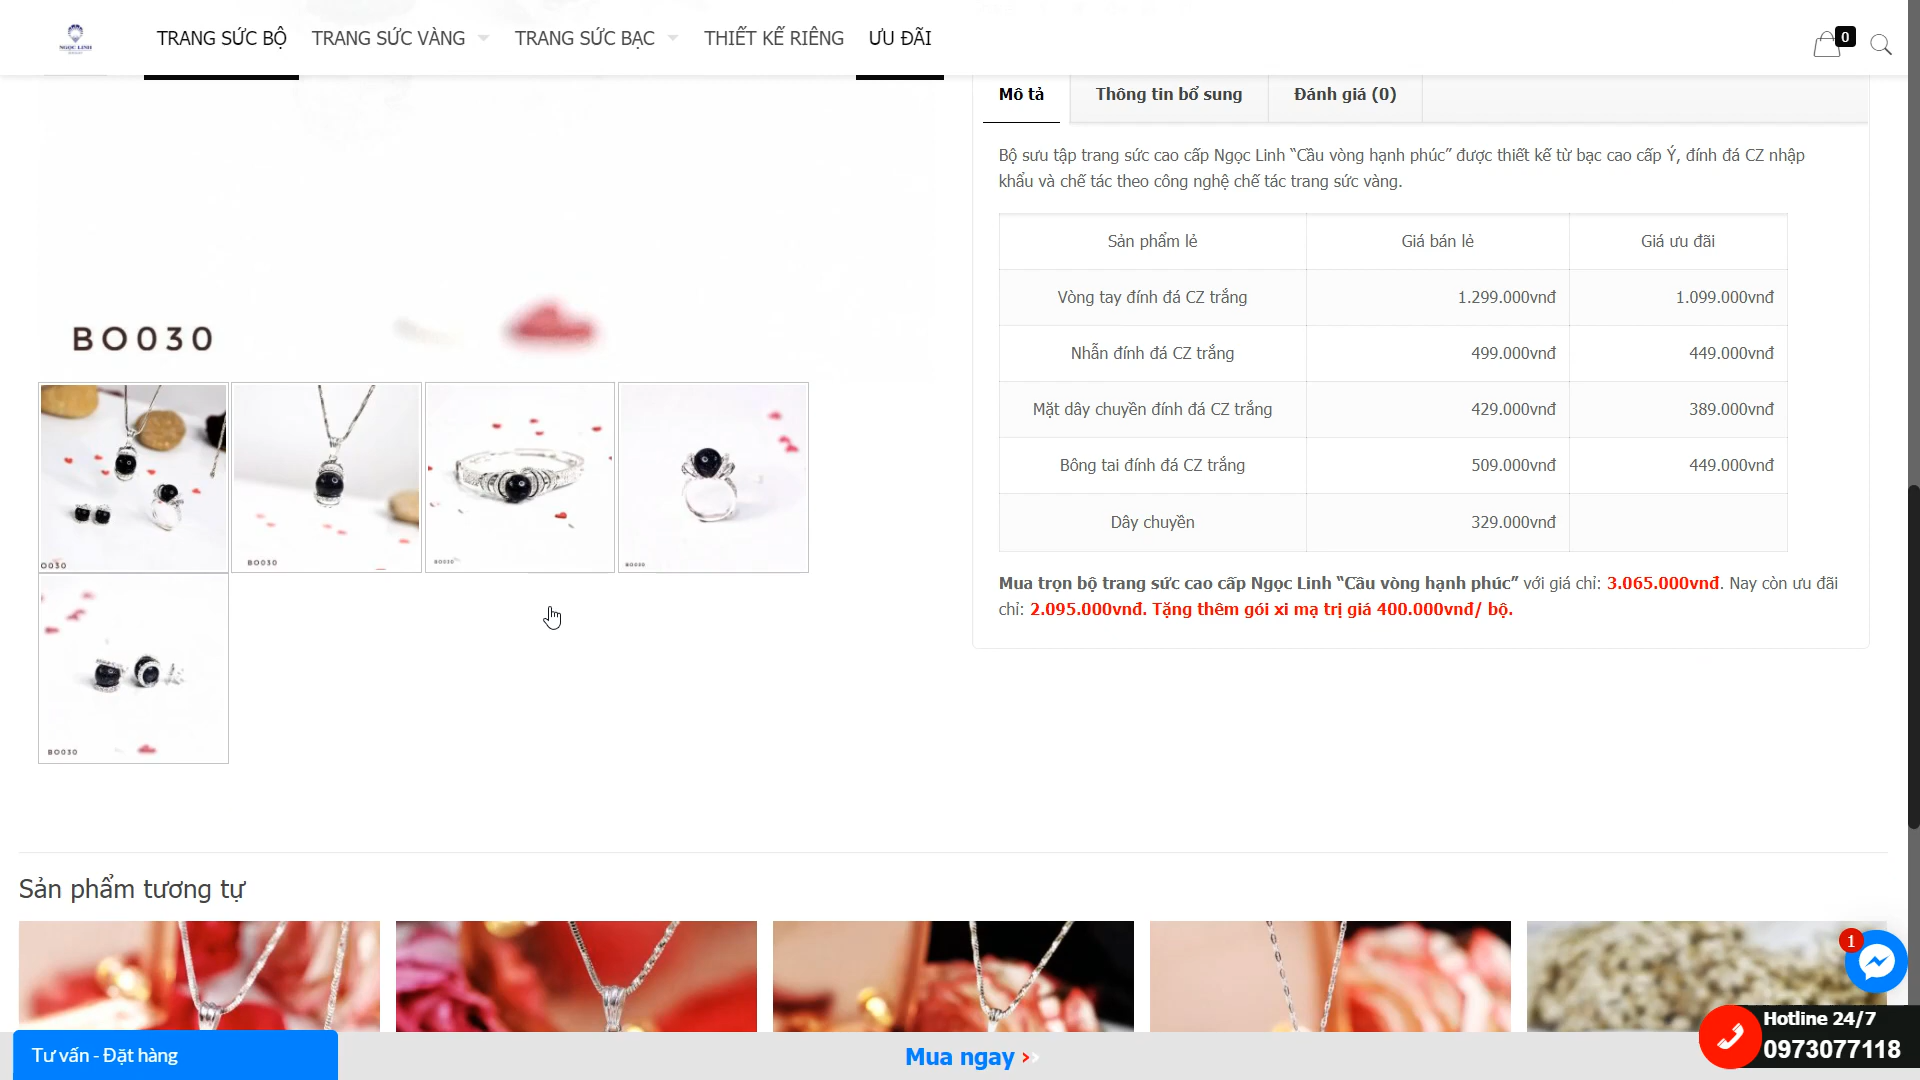 NGỌC LINH
TRANG SỨC BỘ
TRANG SỨC VÀNG
TRANG SỨC BẠC
THIẾT KẾ RIÊNG
ƯU ĐÃI
0
Mô tả
Thông tin bổ sung
Đánh giá (0)
Bộ sưu tập trang sức cao cấp Ngọc Linh “Cầu vòng hạnh phúc” được thiết kế từ bạc cao cấp Ý, đính đá CZ nhập
khẩu và chế tác theo công nghệ chế tác trang sức vàng.
Sản phẩm lẻ Giá bán lẻ Giá ưu đãi
Vòng tay đính đá CZ trắng 1.299.000vnđ 1.099.000vnđ
Nhẫn đính đá CZ trắng 499.000vnđ 449.000vnđ
Mặt dây chuyền đính đá CZ trắng 429.000vnđ 389.000vnđ
Bông tai đính đá CZ trắng 509.000vnđ 449.000vnđ
Dây chuyền 329.000vnđ
Mua trọn bộ trang sức cao cấp Ngọc Linh “Cầu vòng hạnh phúc” với giá chỉ: 3.065.000vnđ. Nay còn ưu đãi
chỉ: 2.095.000vnđ. Tặng thêm gói xi mạ trị giá 400.000vnđ/ bộ.
BO030
O030
BO030
BO030
BO030
BO030
Sản phẩm tương tự
1
Tư vấn - Đặt hàng
Mua ngay
Hotline 24/7
0973077118